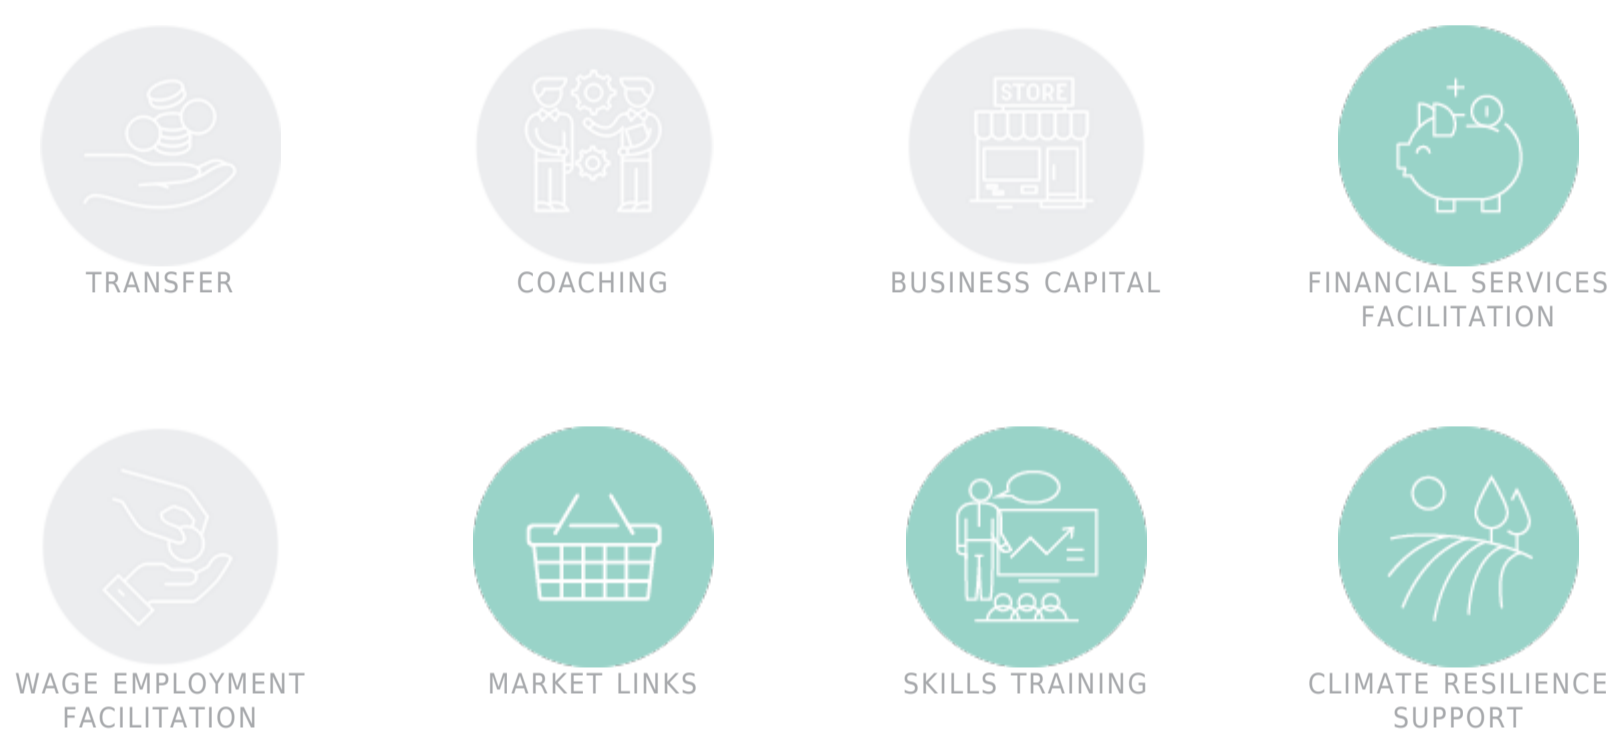 STORE
TRANSFER
COACHING
BUSINESS CAPITAL
FINANCIAL SERVICES
FACILITATION
WAGE EMPLOYMENT
FACILITATION
MARKET LINKS
SKILLS TRAINING
CLIMATE RESILIENCE
SUPPORT